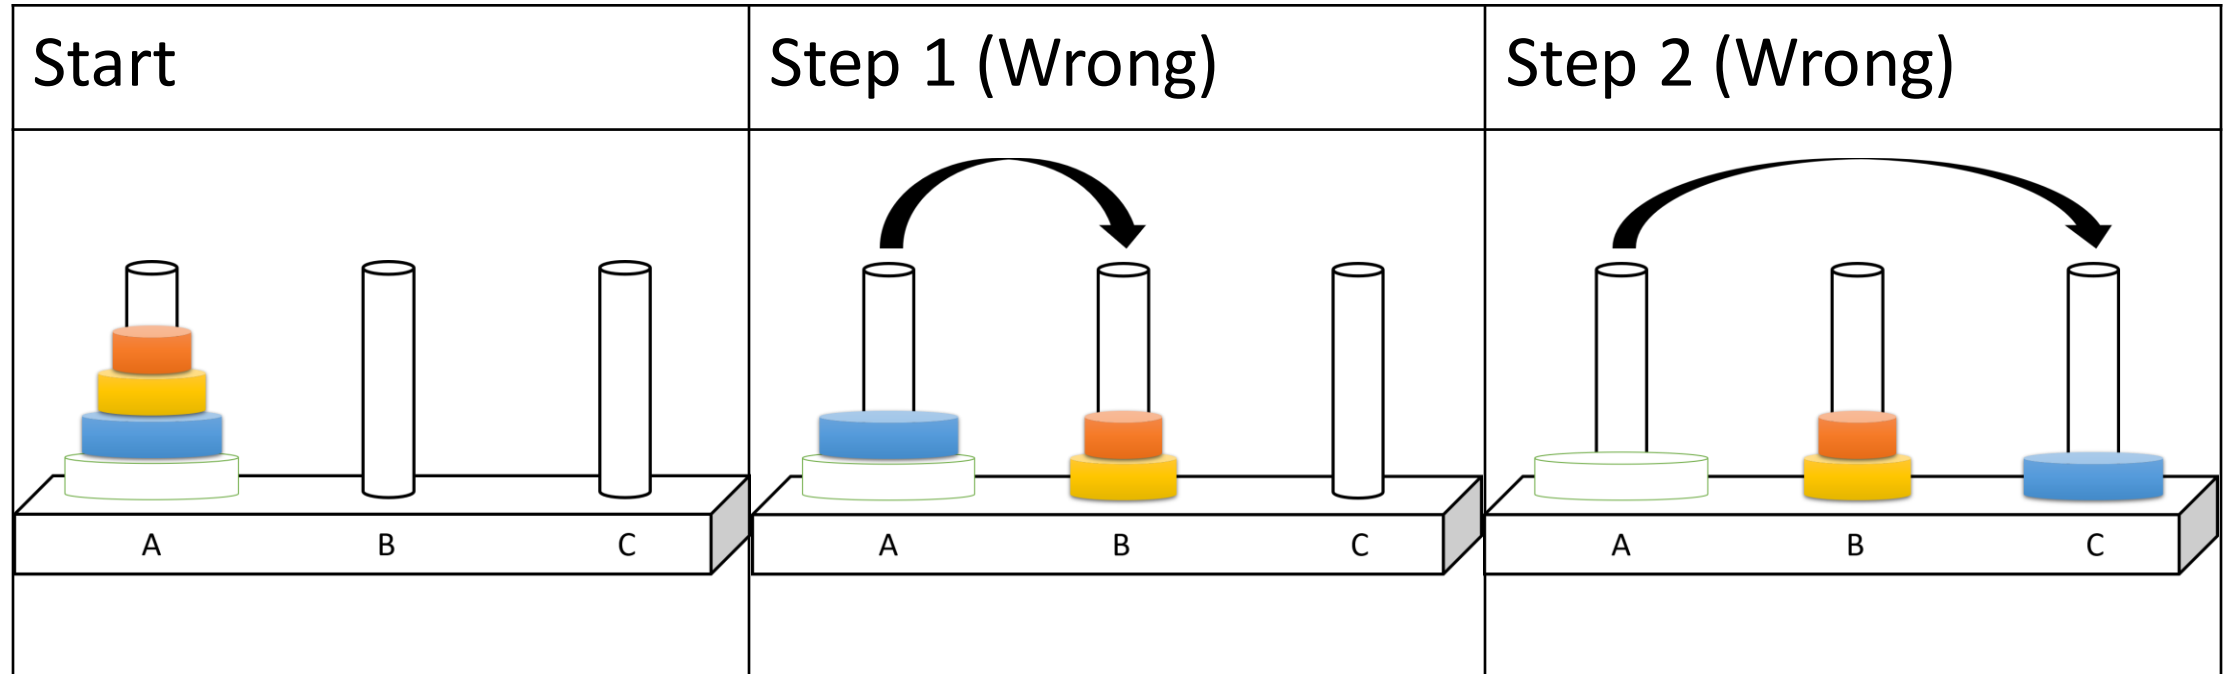 Start
Step 1 (Wrong)
Step 2 (Wrong)
A B C
A B C
A B C